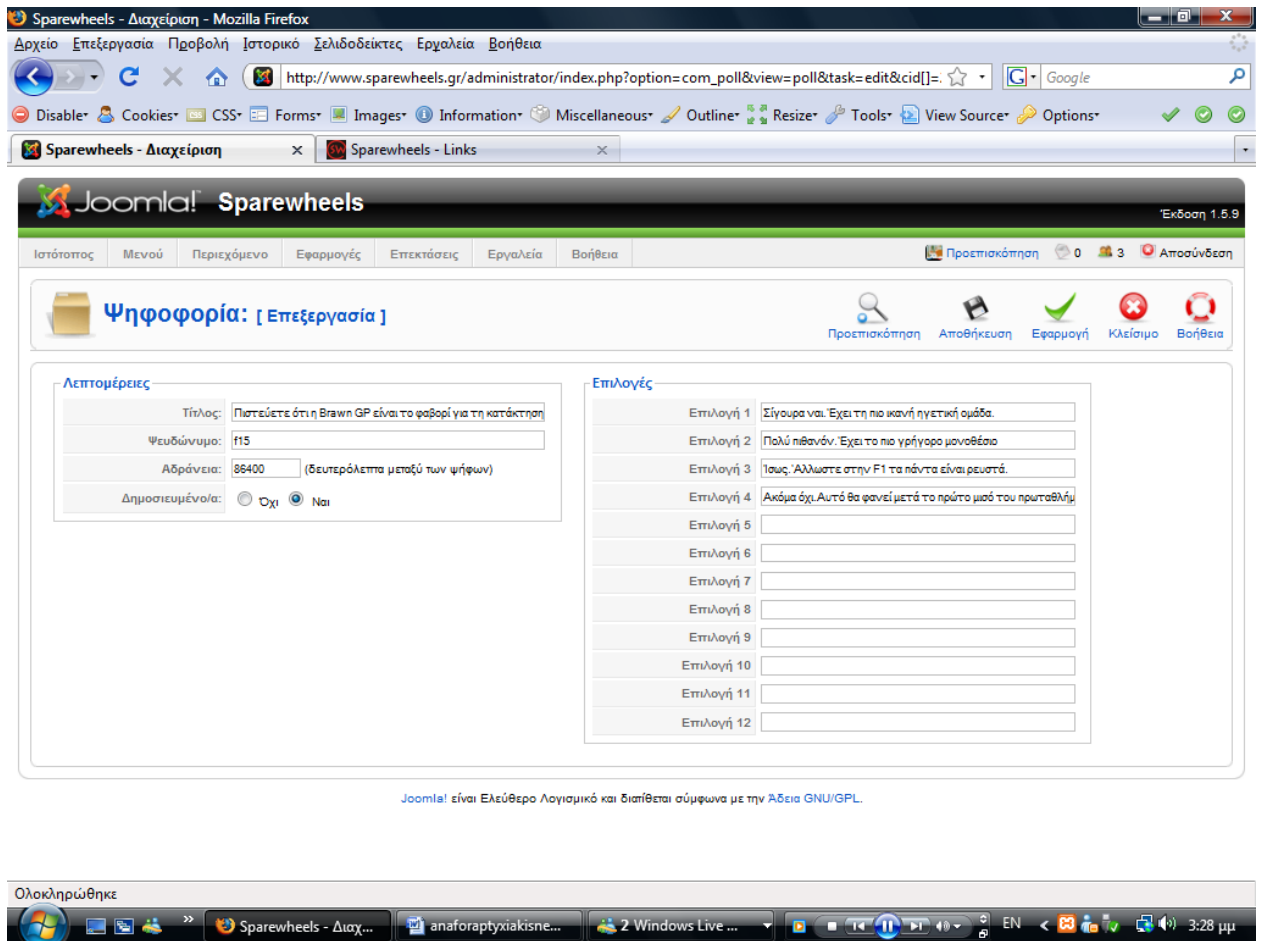 Sparewheels - Διαχείριση - Mozilla Firefox
Αρχείο Επεξεργασία Προβολή Ιστορικό Σελιδοδείκτες Εργαλεία Βοήθεια
http://www.sparewheels.gr/administrator/index.php?option=com_poll&view=poll&task=edit&cid[]=: Google
Disable Cookies CSS Forms Images Information Miscellaneous Outline Resize Tools View Source Options
Sparewheels - Διαχείριση Sparewheels - Links
Joomla! Sparewheels
Έκδοση 1.5.9
Ιστότοπος Μενού Περιεχόμενο Εφαρμογές Επεκτάσεις Εργαλεία Βοήθεια Προεπισκόπηση 0 3 Αποσύνδεση
Ψηφοφορία: [ Επεξεργασία ]
Προεπισκόπηση Αποθήκευση Εφαρμογή Κλείσιμο Βοήθεια
Λεπτομέρειες
Τίτλος: Πιστεύετε ότι η Brawn GP είναι το φαβορί για τη κατάκτηση
Ψευδώνυμο: f15
Αδράνεια: 86400 (δευτερόλεπτα μεταξύ των ψήφων)
Δημοσιευμένο/α: Όχι Ναι
Επιλογές
Επιλογή 1 Σίγουρα ναι.Έχει τη πιο ικανή ηγετική ομάδα.
Επιλογή 2 Πολύ πιθανόν.Έχει το πιο γρήγορο μονοθέσιο
Επιλογή 3 Ίσως.Άλλωστε στην F1 τα πάντα είναι ρευστά.
Επιλογή 4 Ακόμα όχι.Αυτό θα φανεί μετά το πρώτο μισό του πρωταθλήμ
Επιλογή 5
Επιλογή 6
Επιλογή 7
Επιλογή 8
Επιλογή 9
Επιλογή 10
Επιλογή 11
Επιλογή 12
Joomla! είναι Ελεύθερο Λογισμικό και διατίθεται σύμφωνα με την Άδεια GNU/GPL.
Ολοκληρώθηκε
Sparewheels - Διαχ... anaforaptyxiakisne... 2 Windows Live ... EN 3:28 μμ